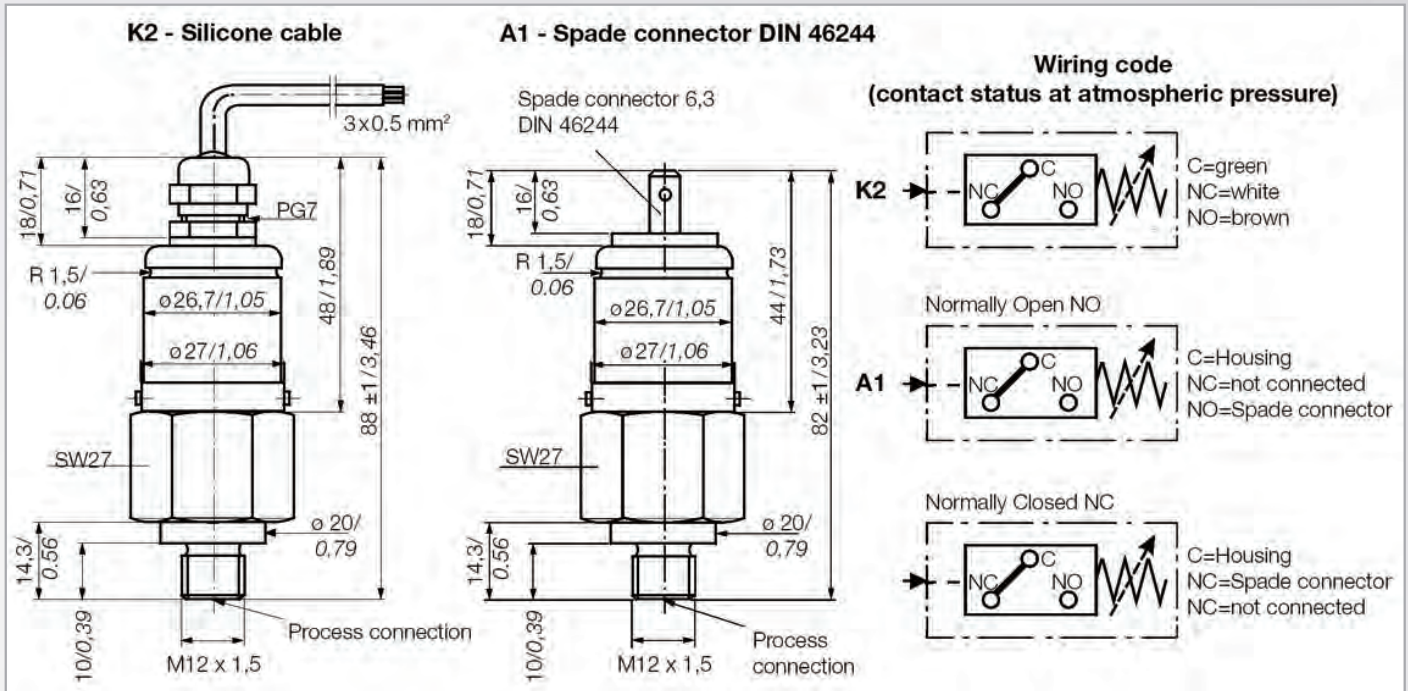 K2 - Silicone cable
3x0.5 mm²
18/0,71
16/
0,63
PG7
R 1,5/
0.06
ø26,7/1,05
ø27/1,06
48/1,89
88 ±1/3,46
SW27
14,3/
0.56
ø 20/
0.79
10/0,39
Process connection
M12 x 1,5
A1 - Spade connector DIN 46244
Spade connector 6,3
DIN 46244
18/0,71
16/
0,63
R 1,5/
0.06
ø26,7/1,05
ø27/1,06
44/1,73
82 ±1/3,23
SW27
14,3/
0.56
ø 20/
0.79
10/0,39
Process
connection
M12 x 1,5
Wiring code
(contact status at atmospheric pressure)
K2
NC
C
NO
C=green
NC=white
NO=brown
Normally Open NO
A1
NC
C
NO
C=Housing
NC=not connected
NO=Spade connector
Normally Closed NC
NC
C
NO
C=Housing
NC=Spade connector
NC=not connected